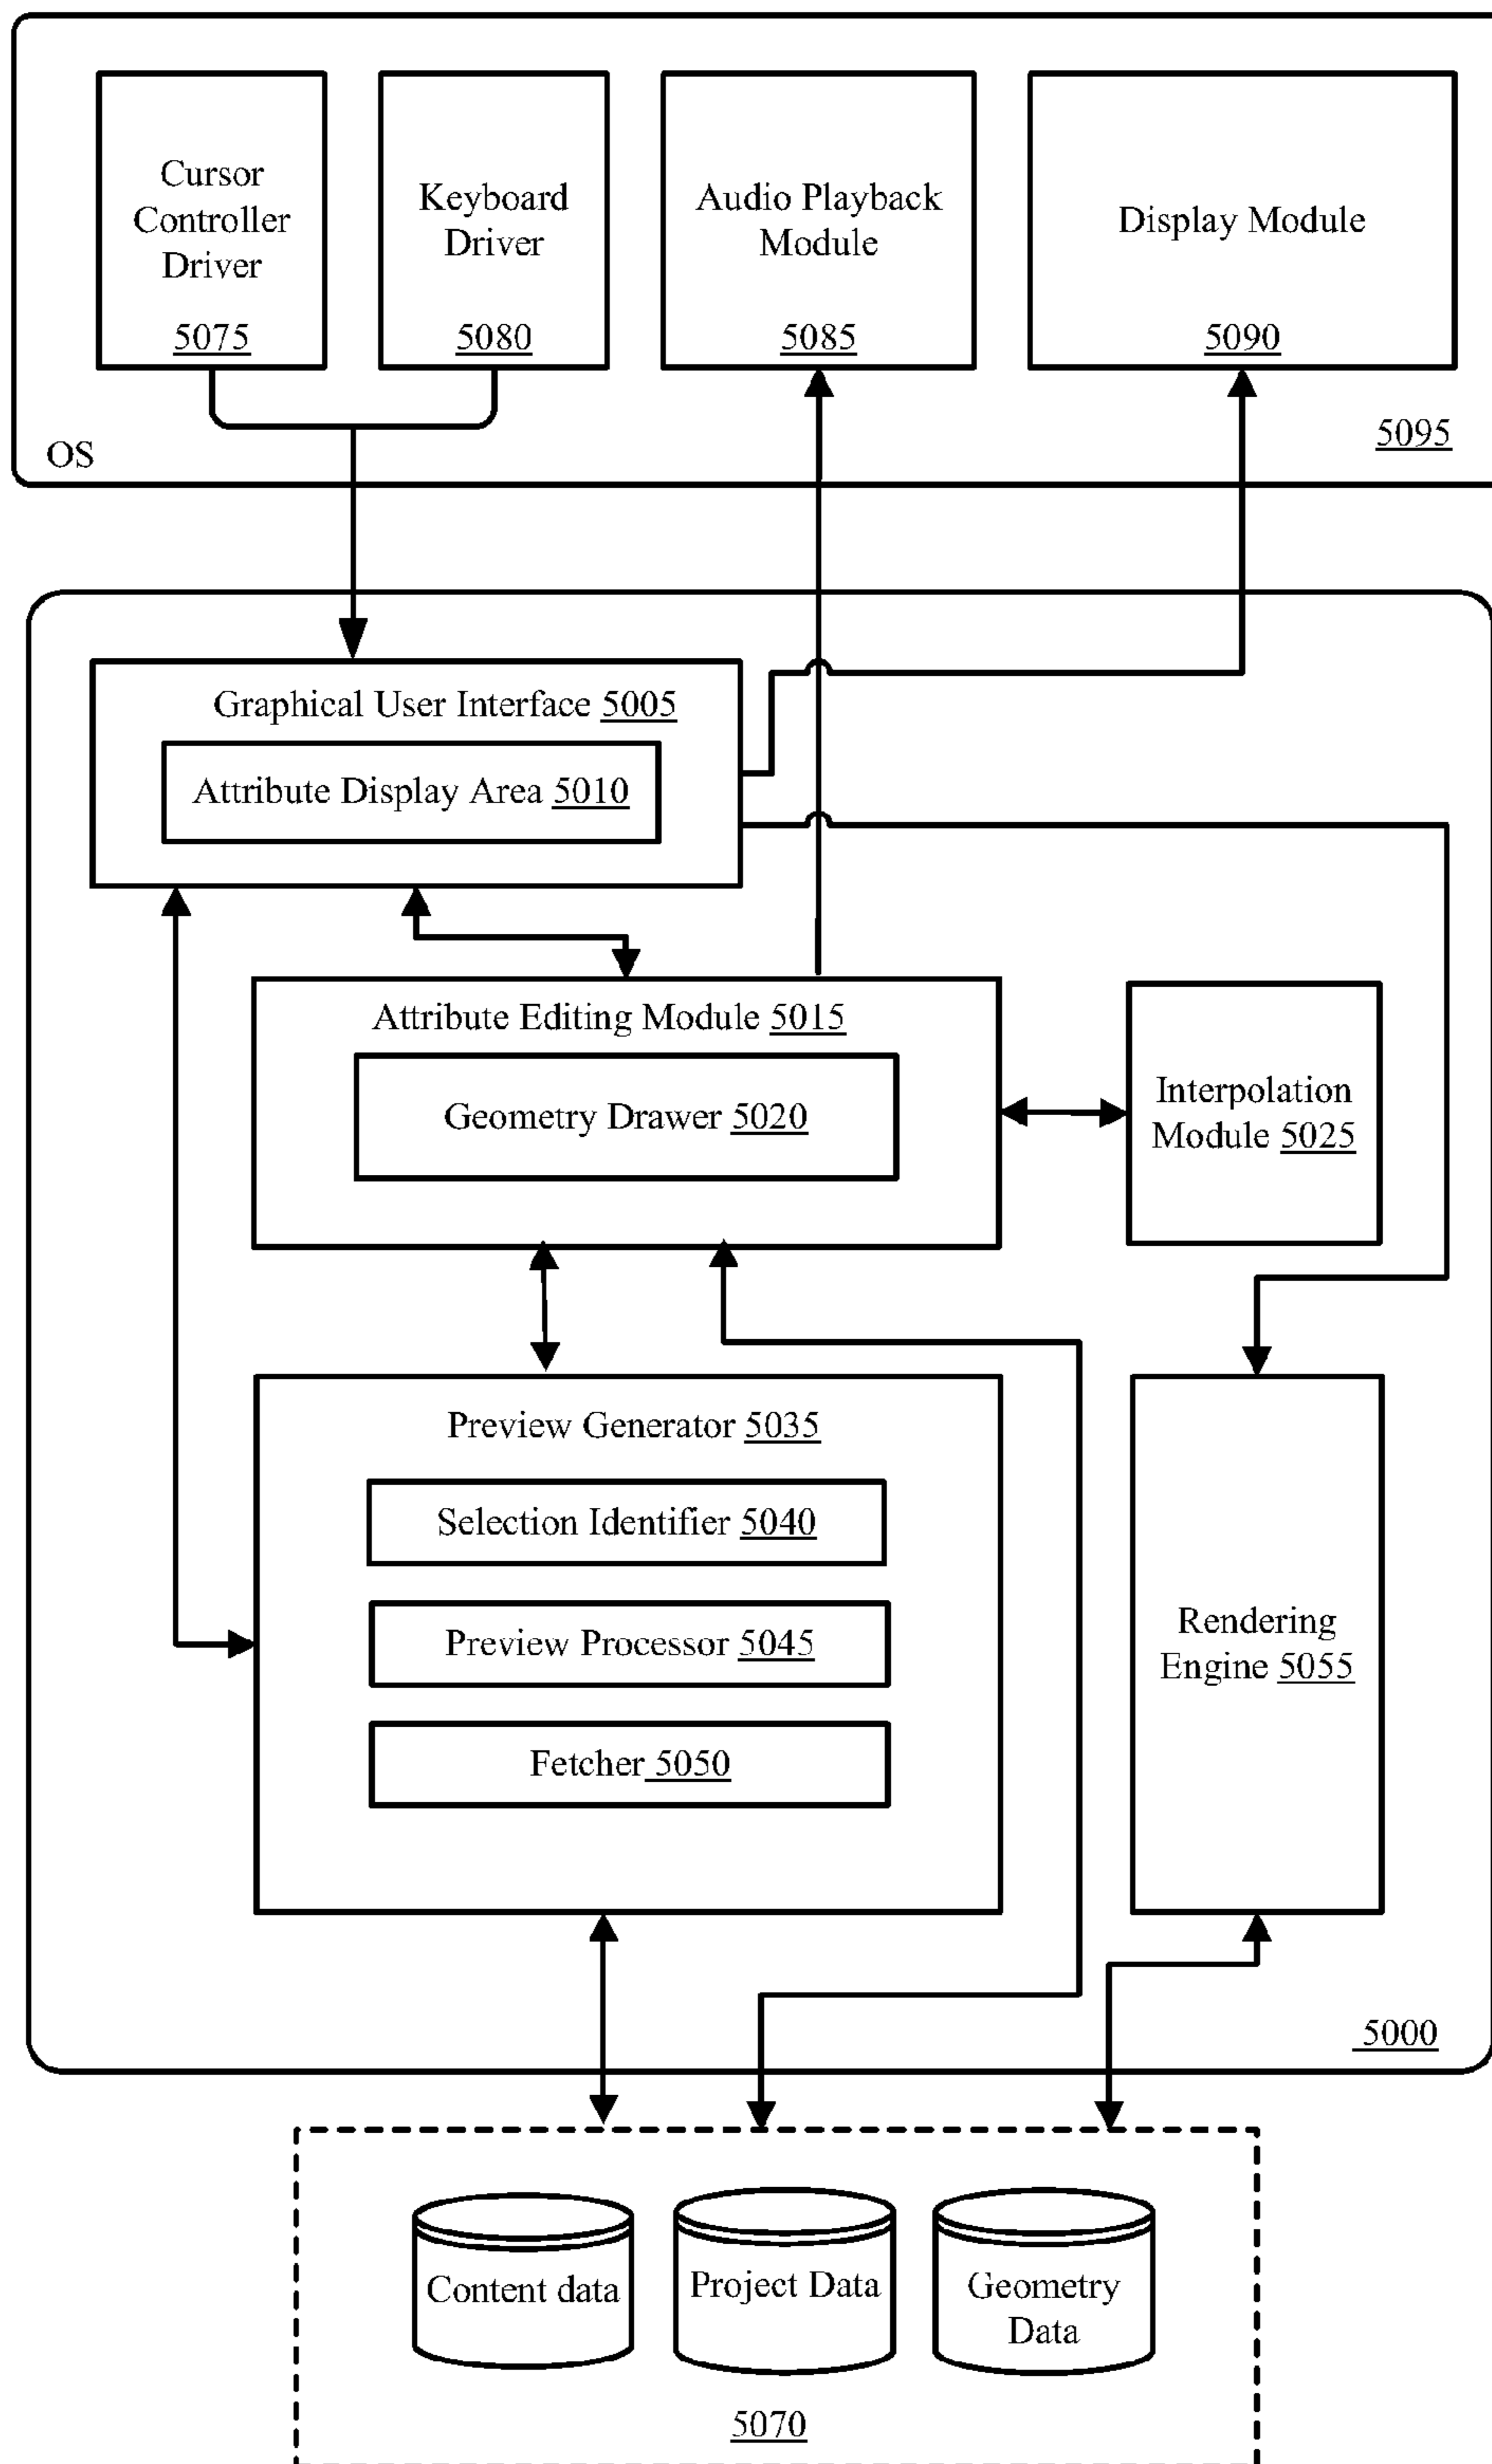 Cursor
Controller
Driver
5075
Keyboard
Driver
5080
Audio Playback
Module
5085
Display Module
5090
OS
5095
Graphical User Interface 5005
Attribute Display Area 5010
Attribute Editing Module 5015
Geometry Drawer 5020
Interpolation
Module 5025
Preview Generator 5035
Selection Identifier 5040
Preview Processor 5045
Fetcher 5050
Rendering
Engine 5055
5000
Content data
Project Data
Geometry
Data
5070